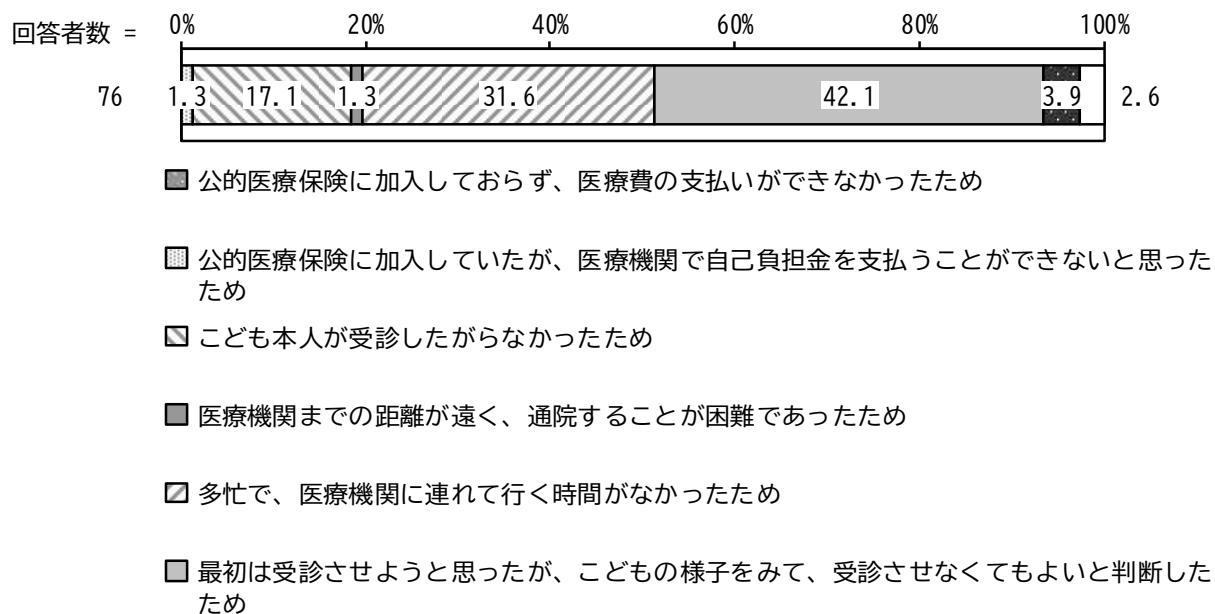 0% 20% 40% 60% 80% 100%
回答者数 =
76 1.3 17.1 1.3 31.6 42.1 3.9 2.6
公的医療保険に加入しておらず、医療費の支払いができなかったため
公的医療保険に加入していたが、医療機関で自己負担金を支払うことができないと思った
ため
こども本人が受診したがらなかったため
医療機関までの距離が遠く、通院することが困難であったため
多忙で、医療機関に連れて行く時間がなかったため
最初は受診させようと思ったが、こどもの様子をみて、受診させなくてもよいと判断した
ため